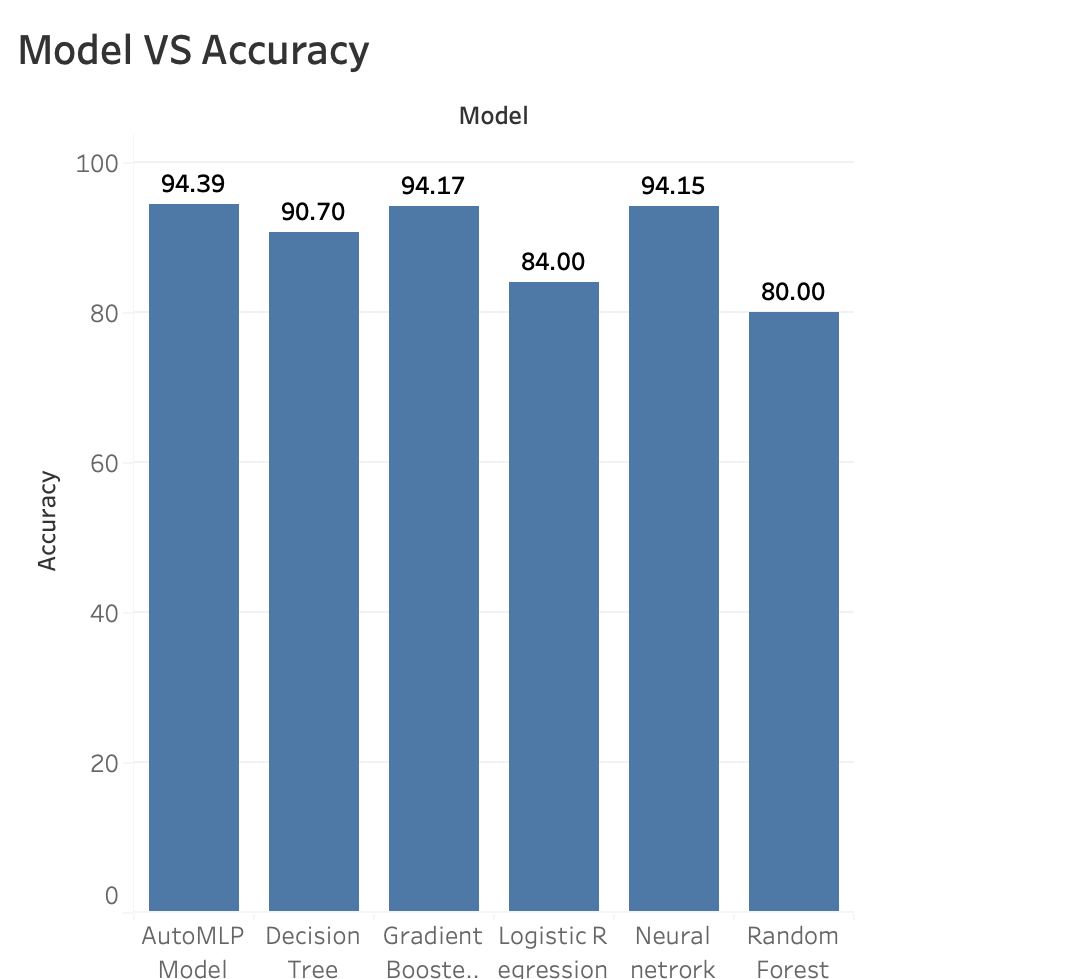 Model VS Accuracy
Model
100
80
60
40
20
0
Accuracy
94.39
90.70
94.17
84.00
94.15
80.00
AutoMLP
Model
Decision
Tree
Gradient
Booste..
Logistic R
egression
Neural
netrork
Random
Forest